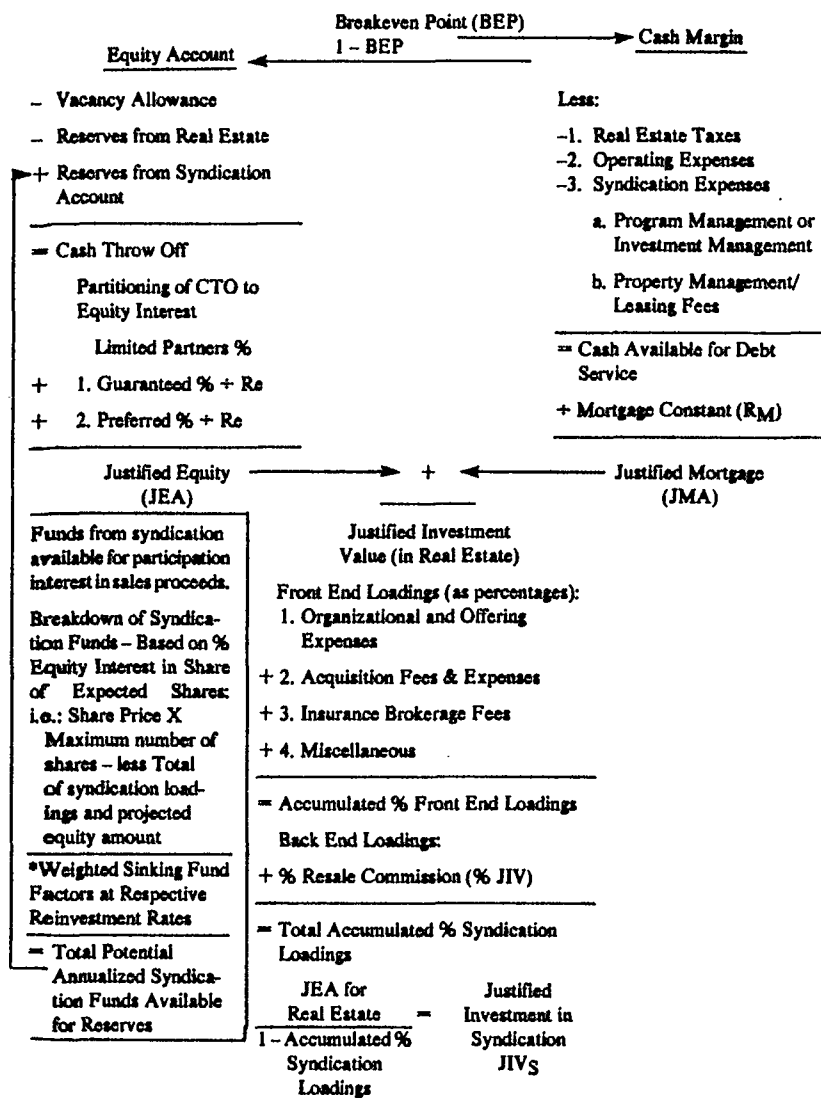 Breakeven Point (BEP)
1 – BEP
Equity Account
Cash Margin
– Vacancy Allowance
– Reserves from Real Estate
+ Reserves from Syndication
Account
= Cash Throw Off
Partitioning of CTO to
Equity Interest
Limited Partners %
+ 1. Guaranteed % ÷ Re
+ 2. Preferred % ÷ Re
Less:
–1. Real Estate Taxes
–2. Operating Expenses
–3. Syndication Expenses
a. Program Management or
Investment Management
b. Property Management/
Leasing Fees
= Cash Available for Debt
Service
÷ Mortgage Constant (RM)
Justified Equity
(JEA)
+
Justified Mortgage
(JMA)
Funds from syndication
available for participation
interest in sales proceeds.
Breakdown of Syndica-
tion Funds – Based on %
Equity Interest in Share
of Expected Shares:
i.e.: Share Price X
Maximum number of
shares – less Total
of syndication load-
ings and projected
equity amount
*Weighted Sinking Fund
Factors at Respective
Reinvestment Rates
= Total Potential
Annualized Syndica-
tion Funds Available
for Reserves
Justified Investment
Value (in Real Estate)
Front End Loadings (as percentages):
1. Organizational and Offering
Expenses
+ 2. Acquisition Fees & Expenses
+ 3. Insurance Brokerage Fees
+ 4. Miscellaneous
= Accumulated % Front End Loadings
Back End Loadings:
+ % Resale Commission (% JIV)
= Total Accumulated % Syndication
Loadings
JEA for
Real Estate
1 – Accumulated %
Syndication
Loadings
=
Justified
Investment in
Syndication
JIVS